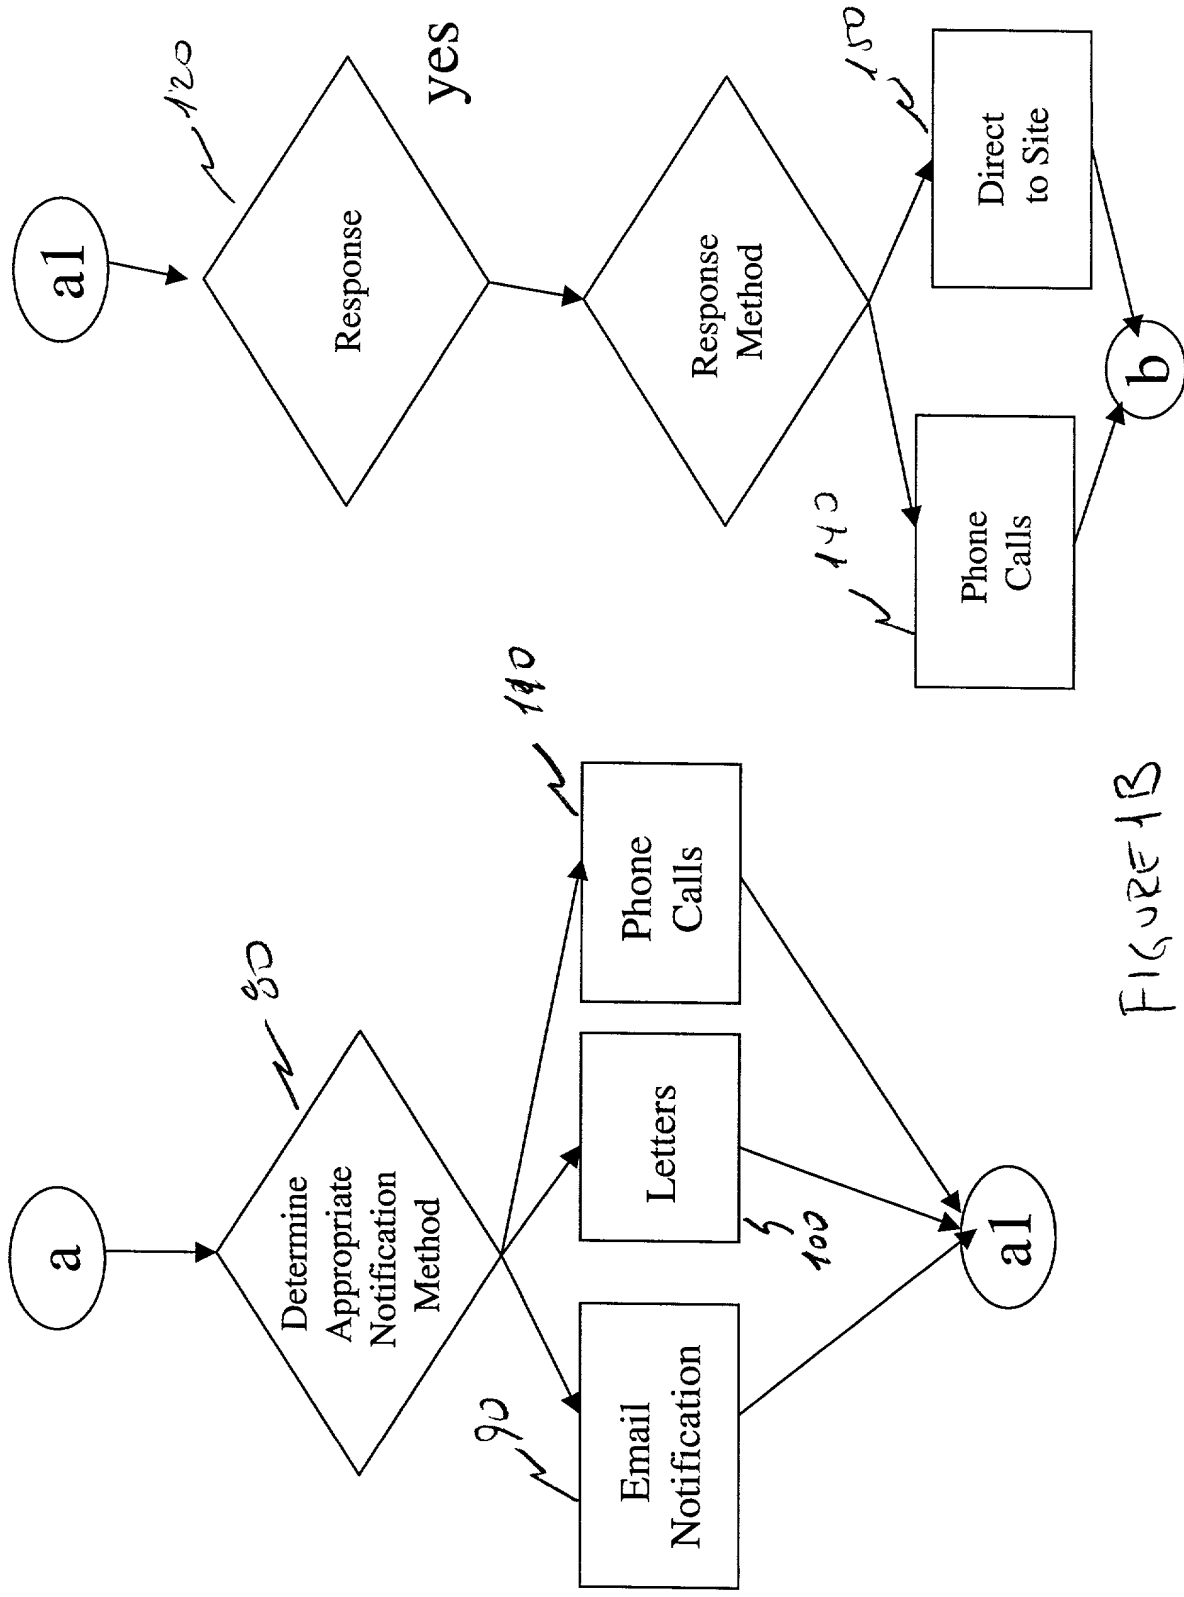 a
80
Determine
Appropriate
Notification
Method
90
Email
Notification
100
Letters
110
Phone
Calls
a1
a1
120
Response
yes
Response
Method
140
Phone
Calls
150
Direct
to Site
b
FIGURE 1B